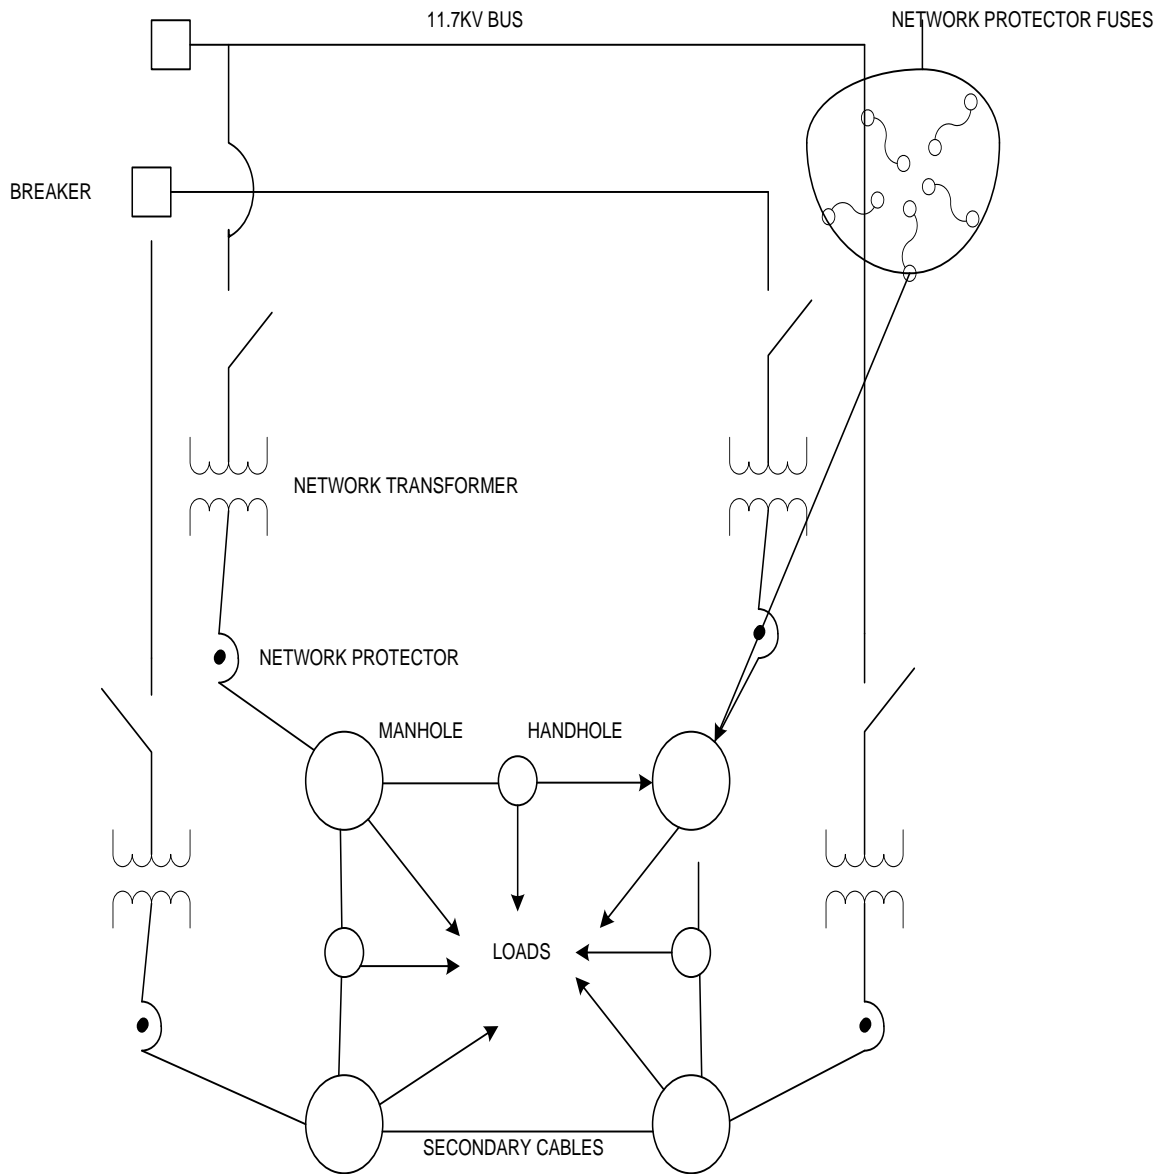 11.7KV BUS
NETWORK PROTECTOR FUSES
BREAKER
NETWORK TRANSFORMER
NETWORK PROTECTOR
MANHOLE
HANDHOLE
LOADS
SECONDARY CABLES